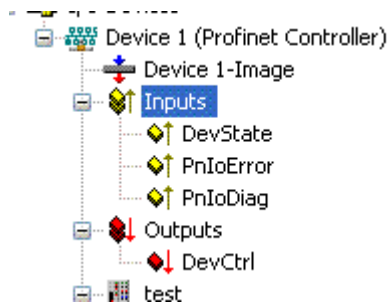 Device 1 (Profinet Controller)
Device 1-Image
Inputs
DevState
PnIoError
PnIoDiag
Outputs
DevCtrl
test